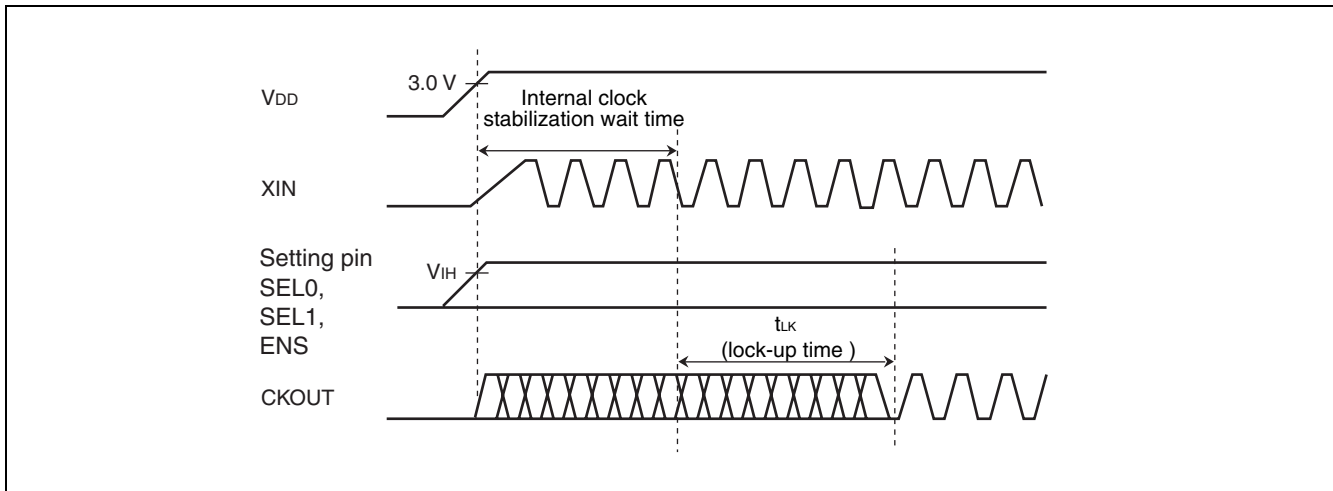 3.0 V
VDD
Internal clock
stabilization wait time
XIN
Setting pin
SEL0,
SEL1,
ENS
VIH
tLK
(lock-up time )
CKOUT